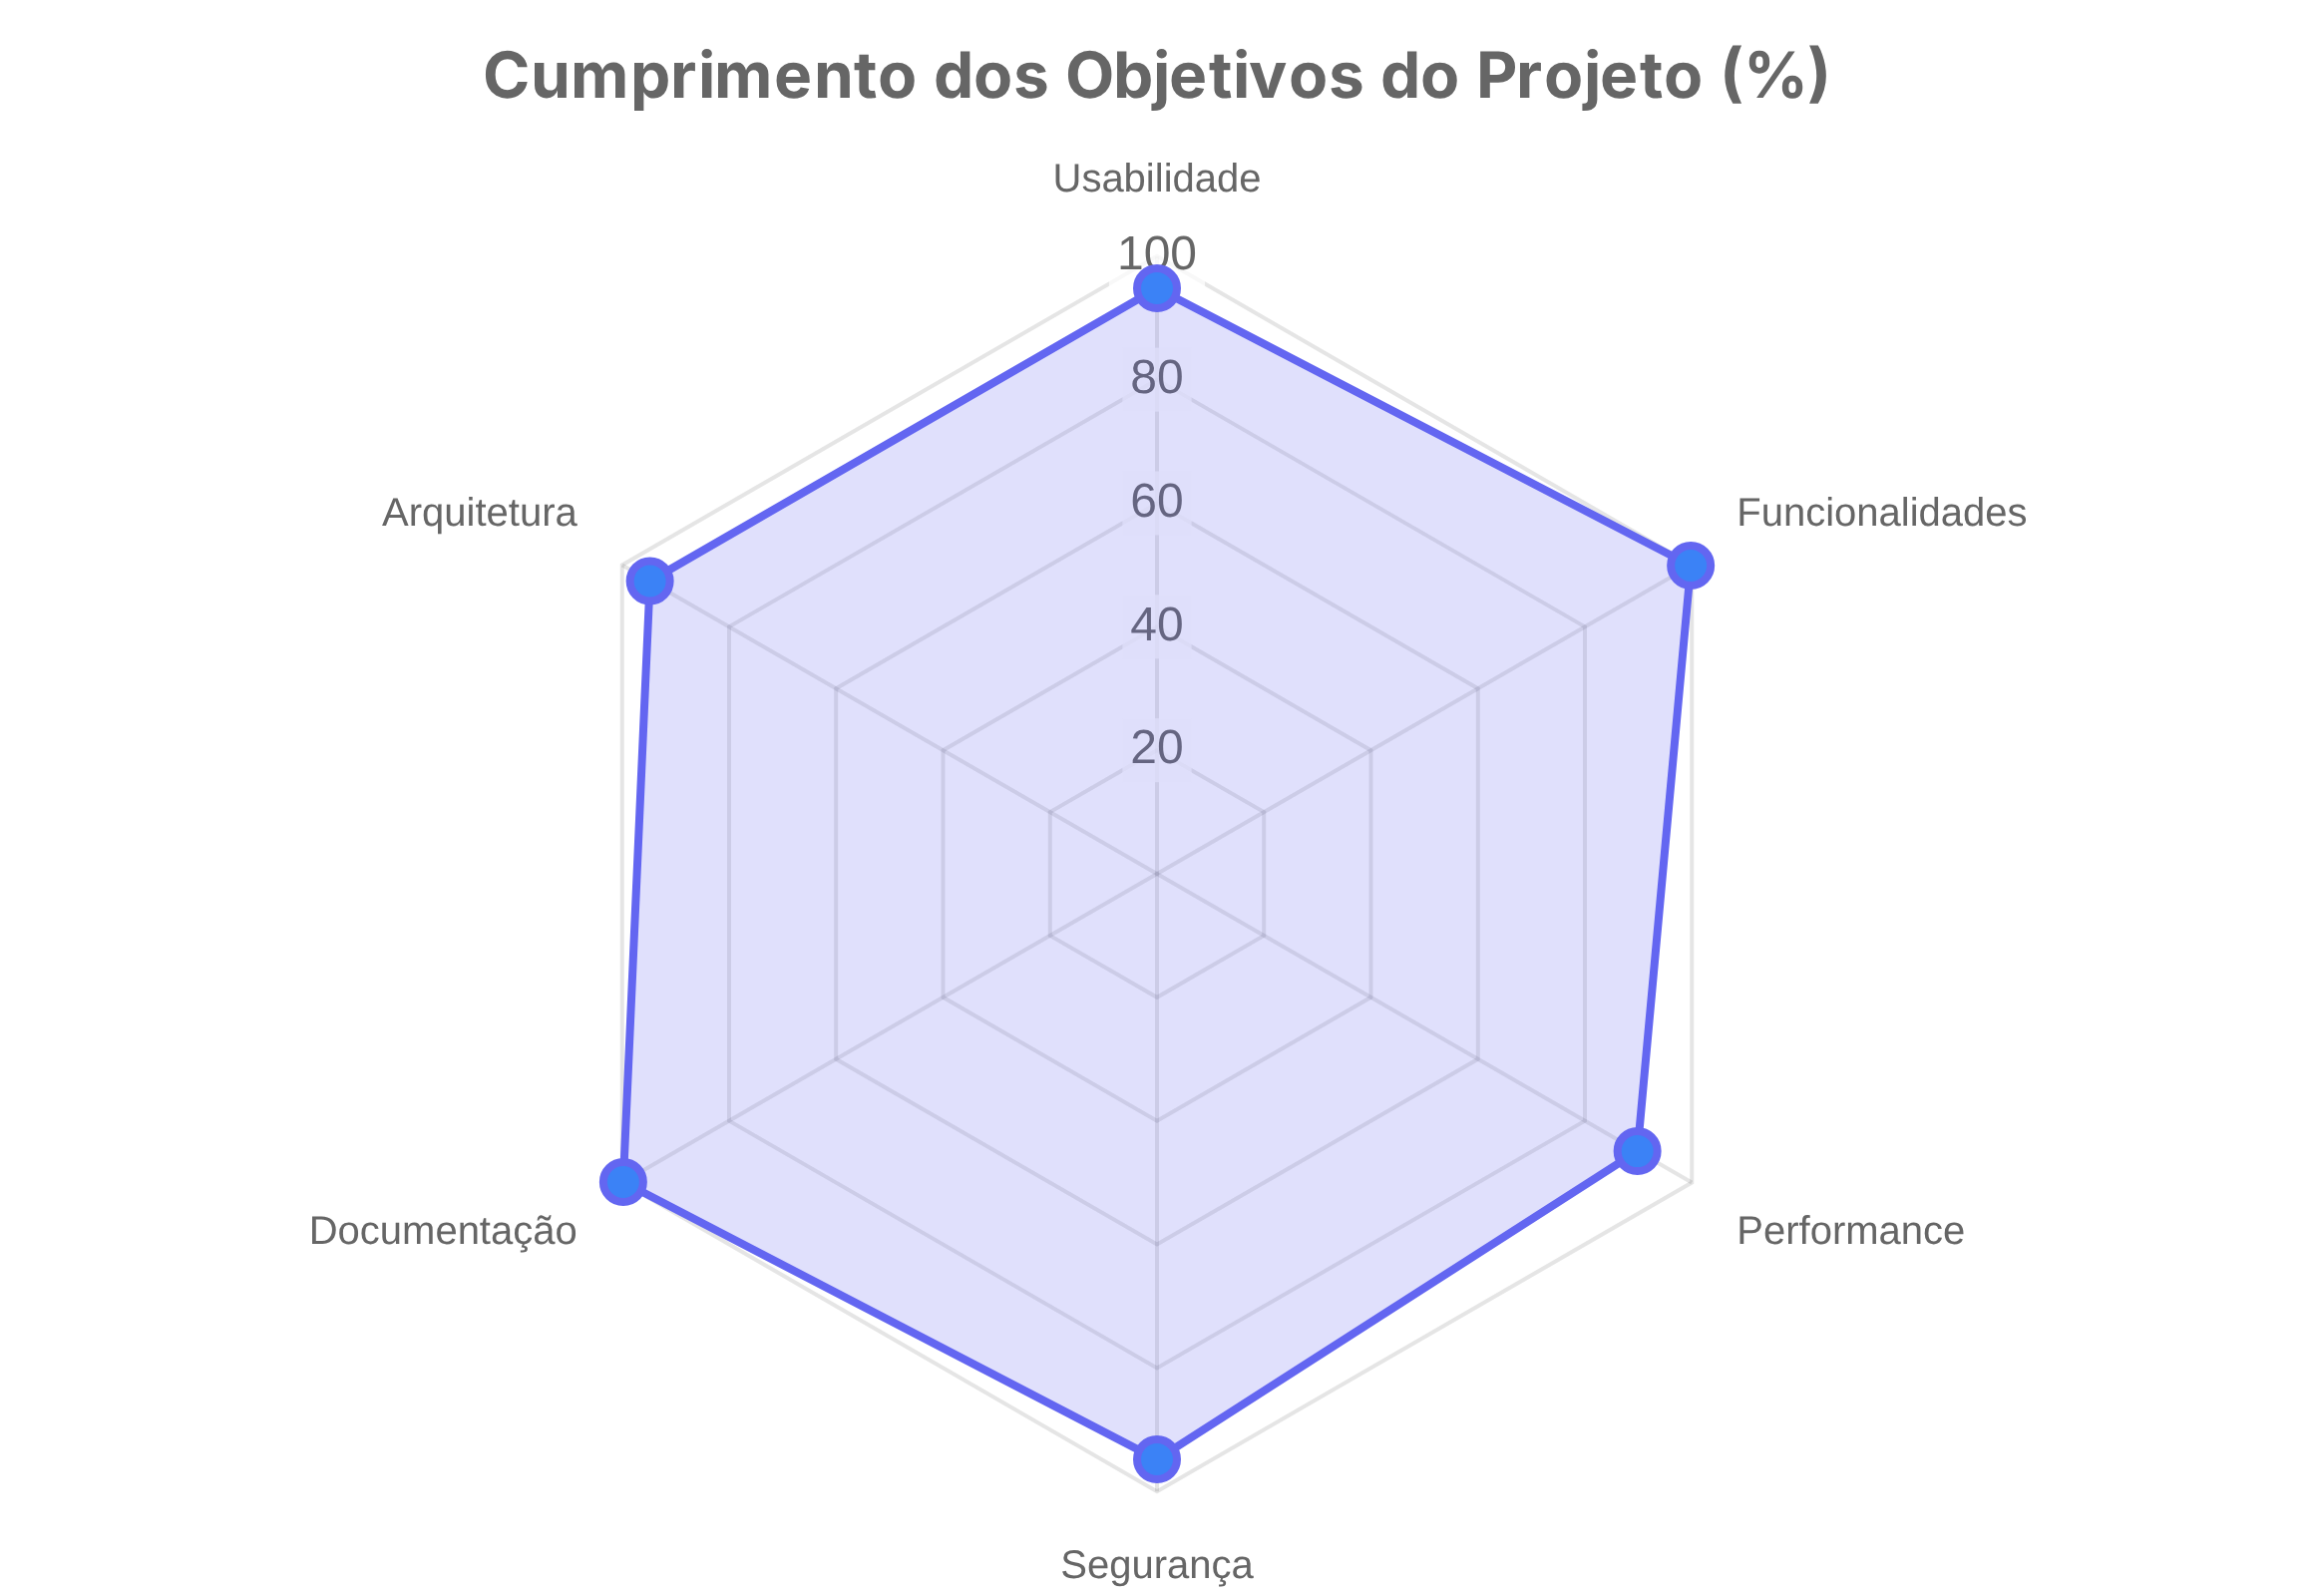 Cumprimento dos Objetivos do Projeto (%)
Usabilidade
100
80
Arquitetura
Funcionalidades
60
40
20
Documentação
Performance
Segurança